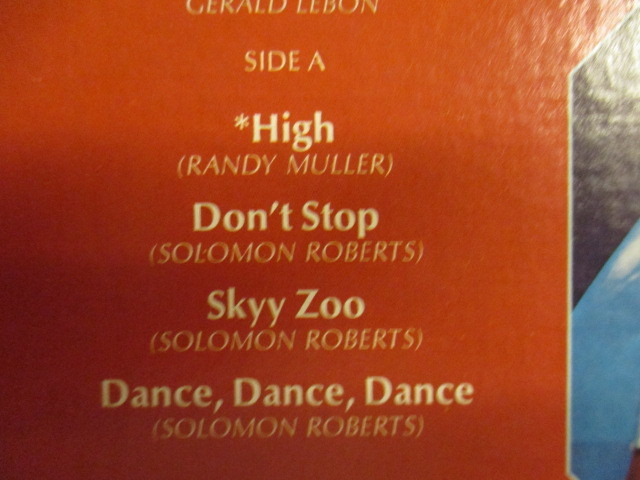 GERALD LEBON
SIDE A
*High
(RANDY MULLER)
Don't Stop
(SOLOMON ROBERTS)
Skyy Zoo
(SOLOMON ROBERTS)
Dance, Dance, Dance
(SOLOMON ROBERTS)